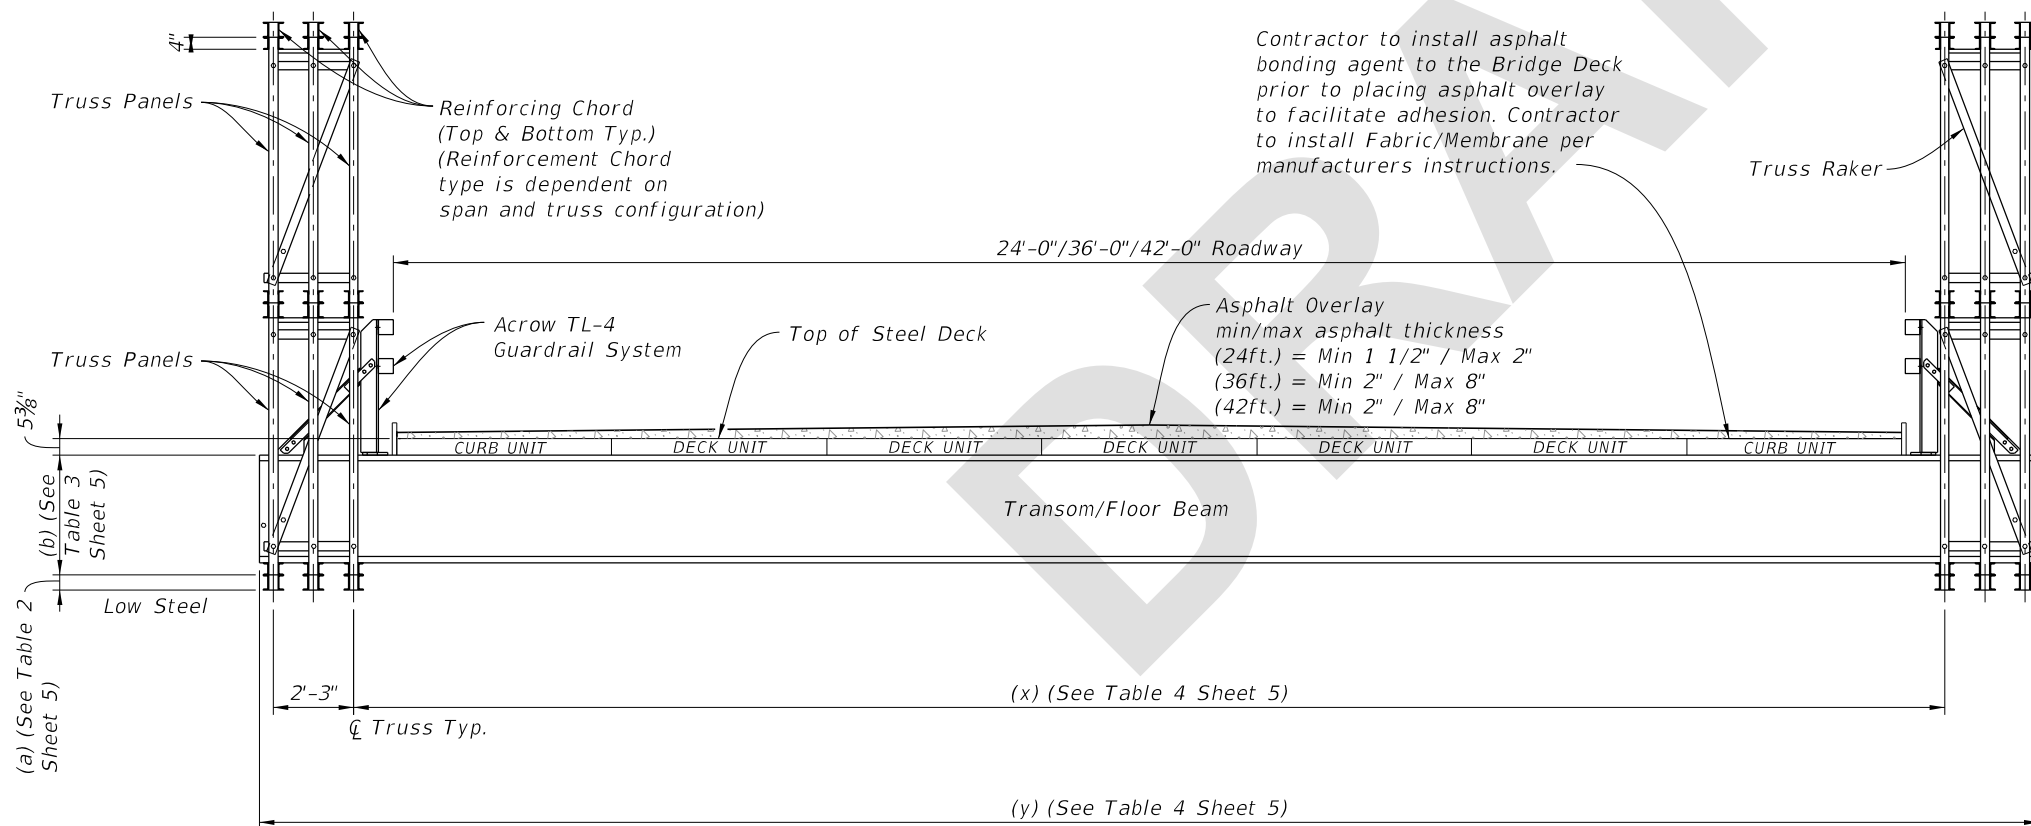 4"
Truss Panels
Reinforcing Chord
(Top & Bottom Typ.)
(Reinforcement Chord
type is dependent on
span and truss configuration)
Contractor to install asphalt
bonding agent to the Bridge Deck
prior to placing asphalt overlay
to facilitate adhesion. Contractor
to install Fabric/Membrane per
manufacturers instructions.
Truss Raker
24'-0"/36'-0"/42'-0" Roadway
Acrow TL-4
Guardrail System
Top of Steel Deck
Asphalt Overlay
min/max asphalt thickness
(24ft.) = Min 1 1/2" / Max 2"
(36ft.) = Min 2" / Max 8"
(42ft.) = Min 2" / Max 8"
Truss Panels
5⅜"
CURB UNIT
DECK UNIT
DECK UNIT
DECK UNIT
DECK UNIT
DECK UNIT
CURB UNIT
(b) (See
Table 3
Sheet 5)
Transom/Floor Beam
Low Steel
(a) (See Table 2
Sheet 5)
2'-3"
(x) (See Table 4 Sheet 5)
℄ Truss Typ.
(y) (See Table 4 Sheet 5)
DRA